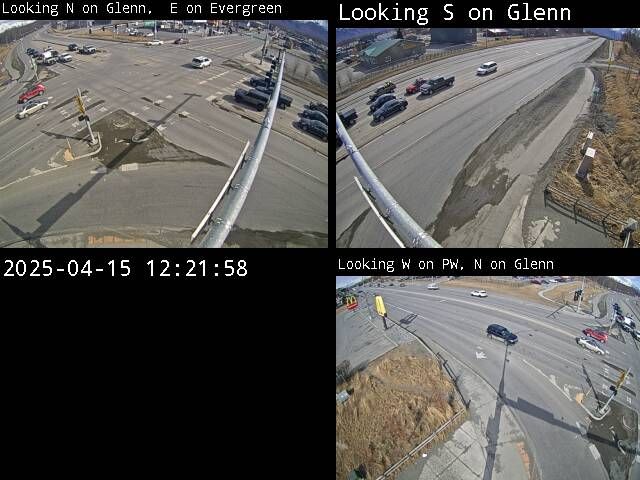 Looking N on Glenn,  E on Evergreen
Looking S on Glenn
2025-04-15 12:21:58
Looking W on PW, N on Glenn